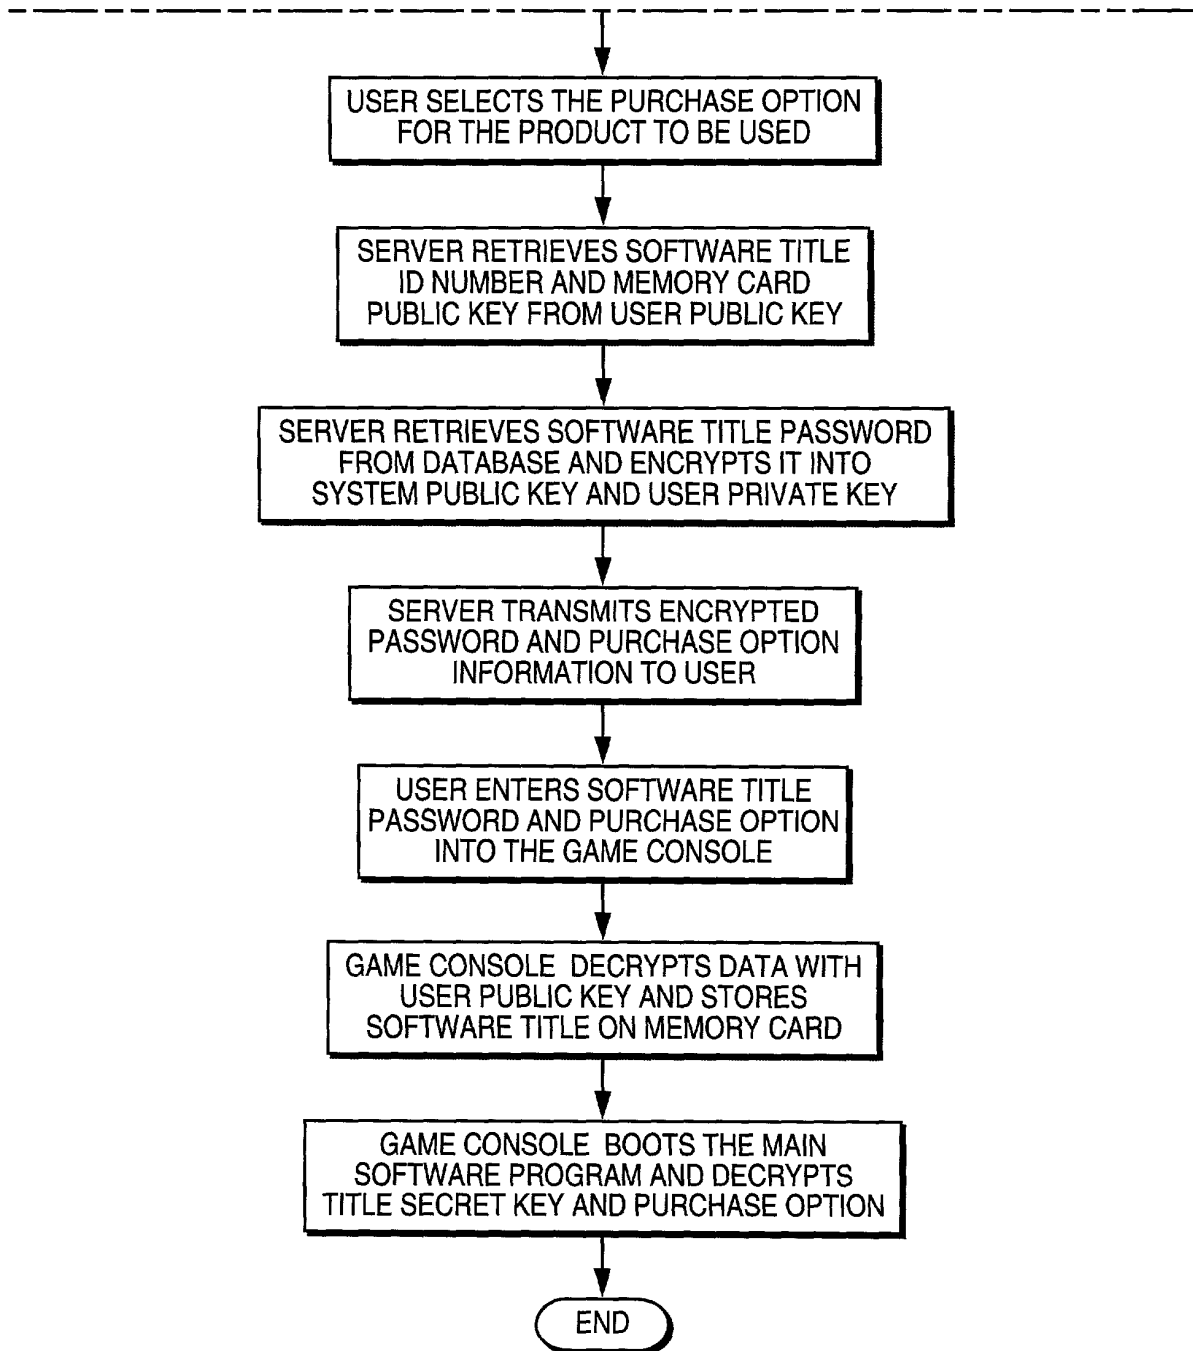 USER SELECTS THE PURCHASE OPTION
FOR THE PRODUCT TO BE USED
SERVER RETRIEVES SOFTWARE TITLE
ID NUMBER AND MEMORY CARD
PUBLIC KEY FROM USER PUBLIC KEY
SERVER RETRIEVES SOFTWARE TITLE PASSWORD
FROM DATABASE AND ENCRYPTS IT INTO
SYSTEM PUBLIC KEY AND USER PRIVATE KEY
SERVER TRANSMITS ENCRYPTED
PASSWORD AND PURCHASE OPTION
INFORMATION TO USER
USER ENTERS SOFTWARE TITLE
PASSWORD AND PURCHASE OPTION
INTO THE GAME CONSOLE
GAME CONSOLE DECRYPTS DATA WITH
USER PUBLIC KEY AND STORES
SOFTWARE TITLE ON MEMORY CARD
GAME CONSOLE BOOTS THE MAIN
SOFTWARE PROGRAM AND DECRYPTS
TITLE SECRET KEY AND PURCHASE OPTION
END